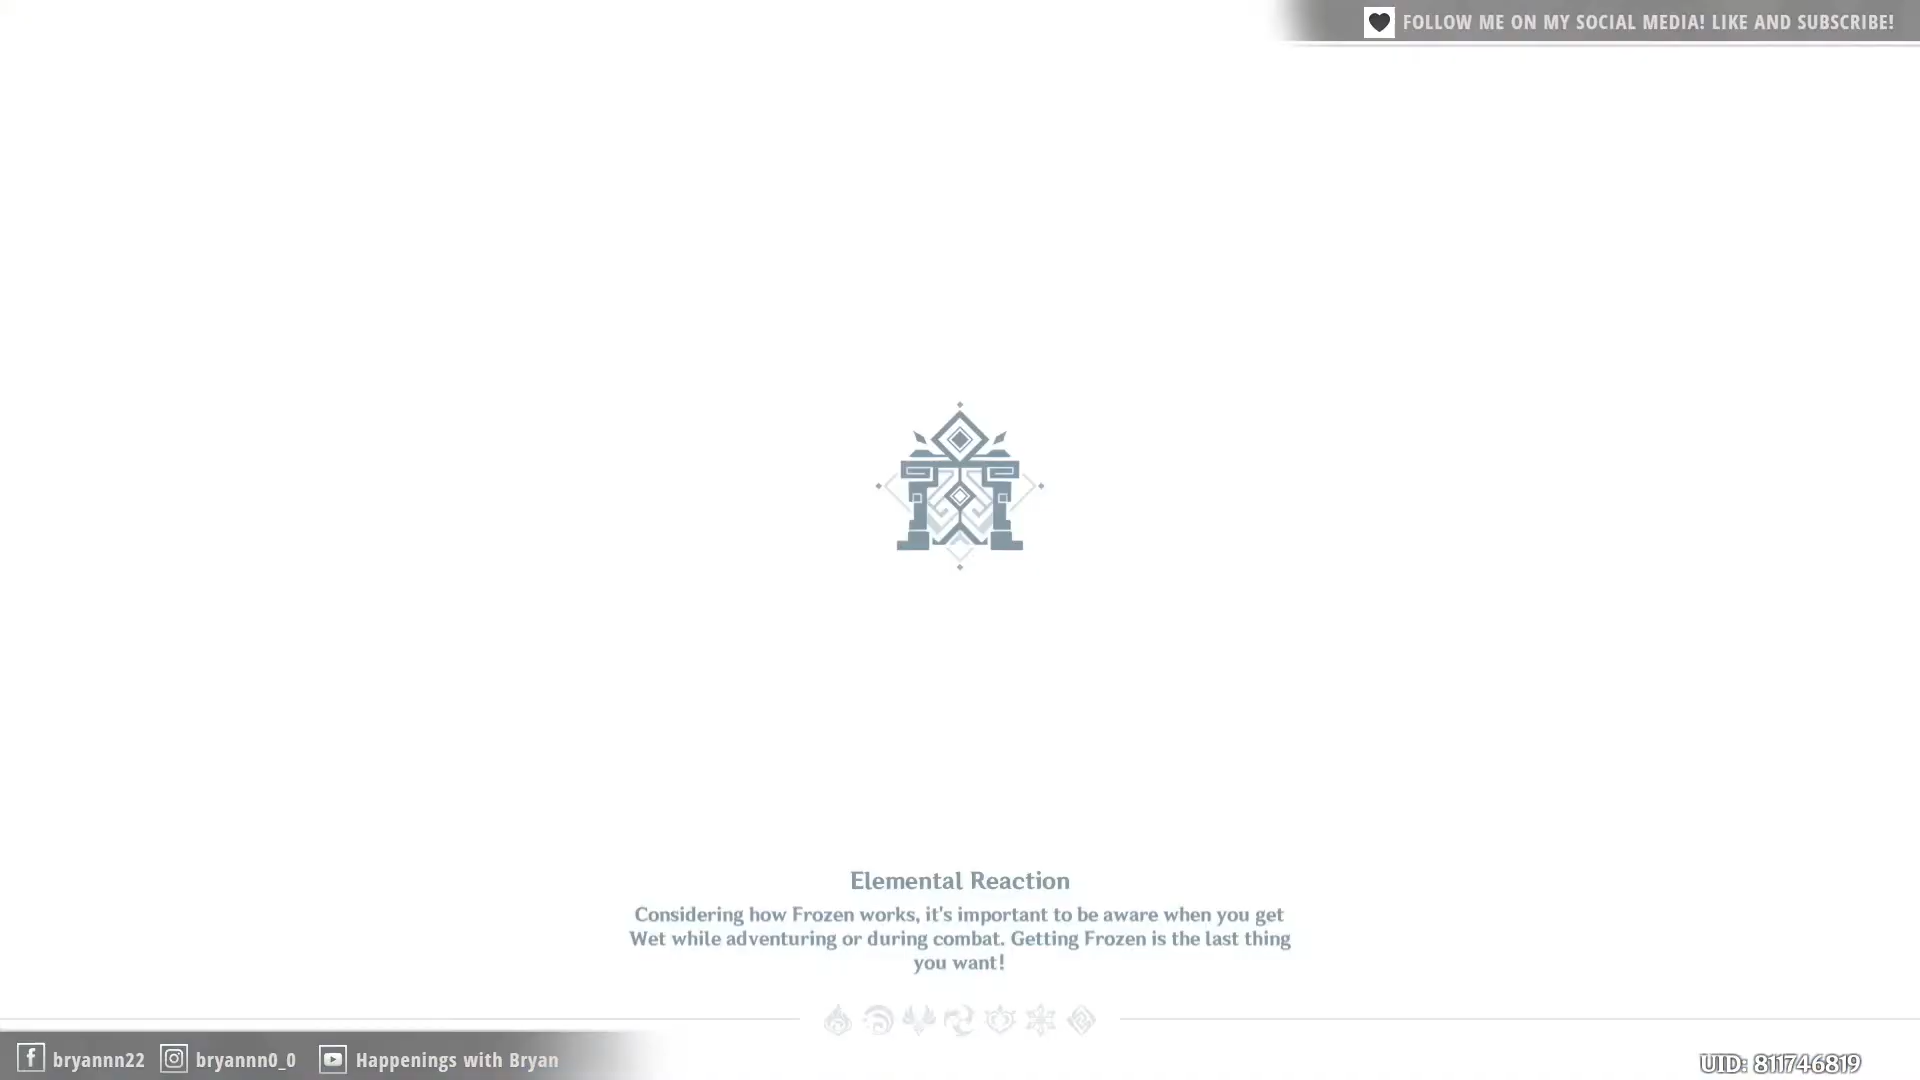 FOLLOW ME ON MY SOCIAL MEDIA! LIKE AND SUBSCRIBE!
Elemental Reaction
Considering how Frozen works, it's important to be aware when you get
Wet while adventuring or during combat. Getting Frozen is the last thing
you want!
bryannn22 bryannn0_0 Happenings with Bryan
UID: 811746819